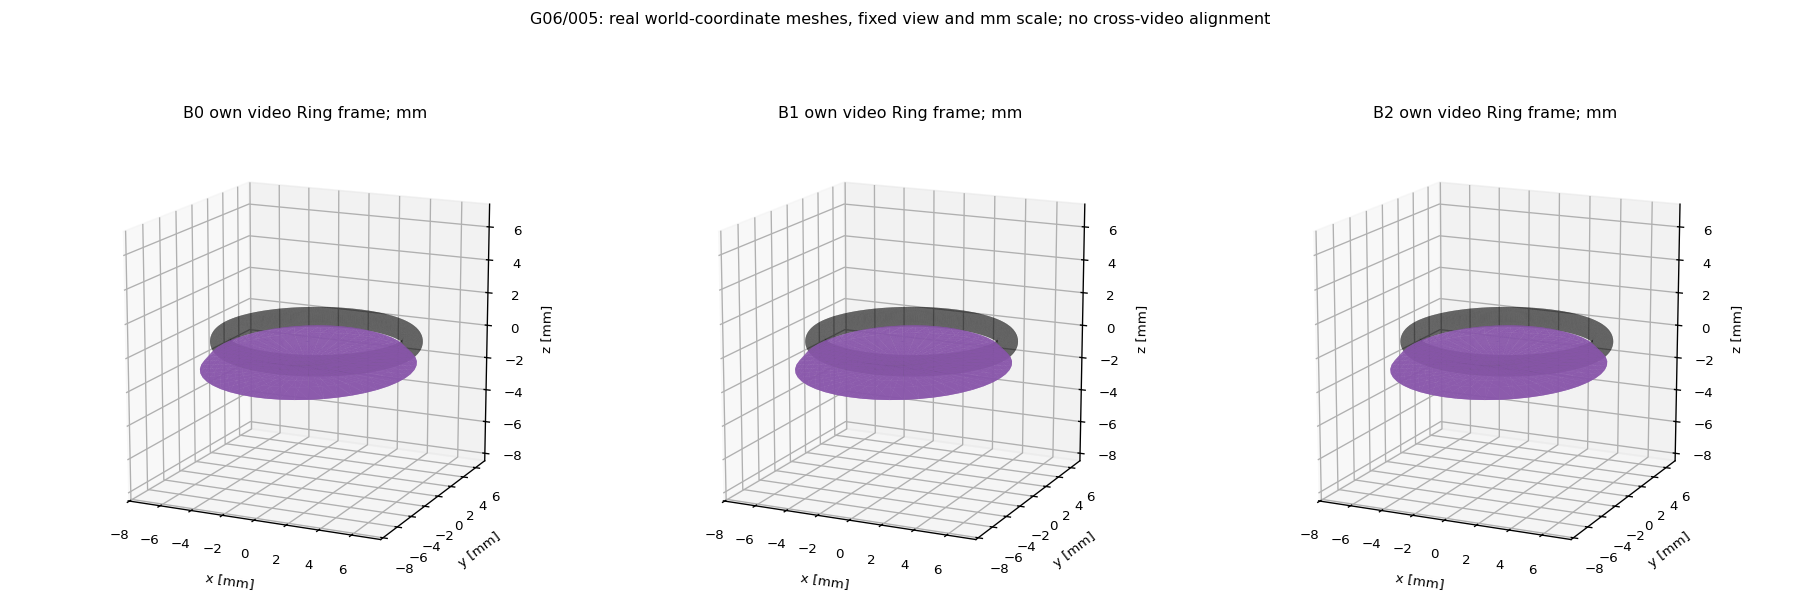 G06/005: real world-coordinate meshes, fixed view and mm scale; no cross-video alignment
B0 own video Ring frame; mm
6
4
2
0
−2
−4
−6
−8
z [mm]
−8 −6 −4 −2 0 2 4 6
x [mm]
−8 −6 −4 −2 0 2 4 6
y [mm]
B1 own video Ring frame; mm
6
4
2
0
−2
−4
−6
−8
z [mm]
−8 −6 −4 −2 0 2 4 6
x [mm]
−8 −6 −4 −2 0 2 4 6
y [mm]
B2 own video Ring frame; mm
6
4
2
0
−2
−4
−6
−8
z [mm]
−8 −6 −4 −2 0 2 4 6
x [mm]
−8 −6 −4 −2 0 2 4 6
y [mm]